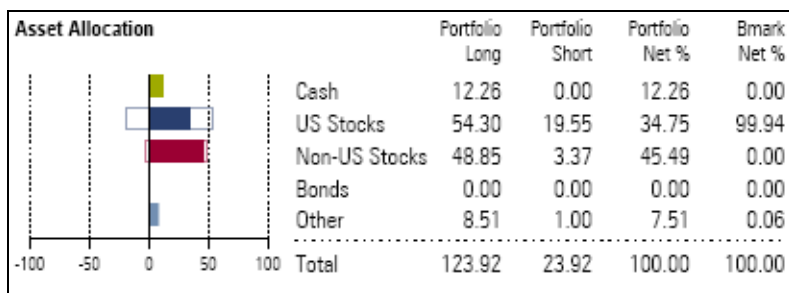 Asset Allocation Portfolio Portfolio Portfolio Bmark
Long Short Net % Net %
Cash 12.26 0.00 12.26 0.00
US Stocks 54.30 19.55 34.75 99.94
Non-US Stocks 48.85 3.37 45.49 0.00
Bonds 0.00 0.00 0.00 0.00
Other 8.51 1.00 7.51 0.06
-100 -50 0 50 100 Total 123.92 23.92 100.00 100.00